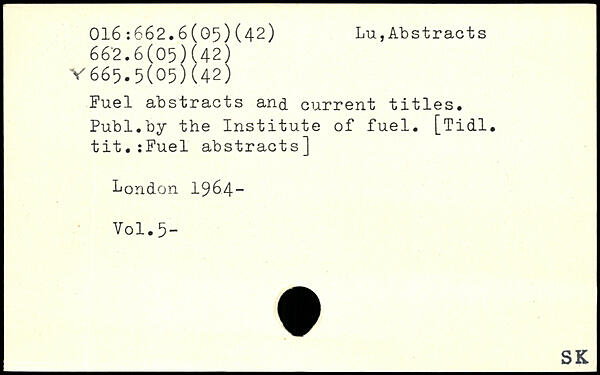 016:662.6(05)(42) Lu,Abstracts
662.6(05)(42)
665.5(05)(42)
Fuel abstracts and current titles.
Publ.by the Institute of fuel. [Tidl.
tit.:Fuel abstracts]
London 1964-
Vol.5-
SK